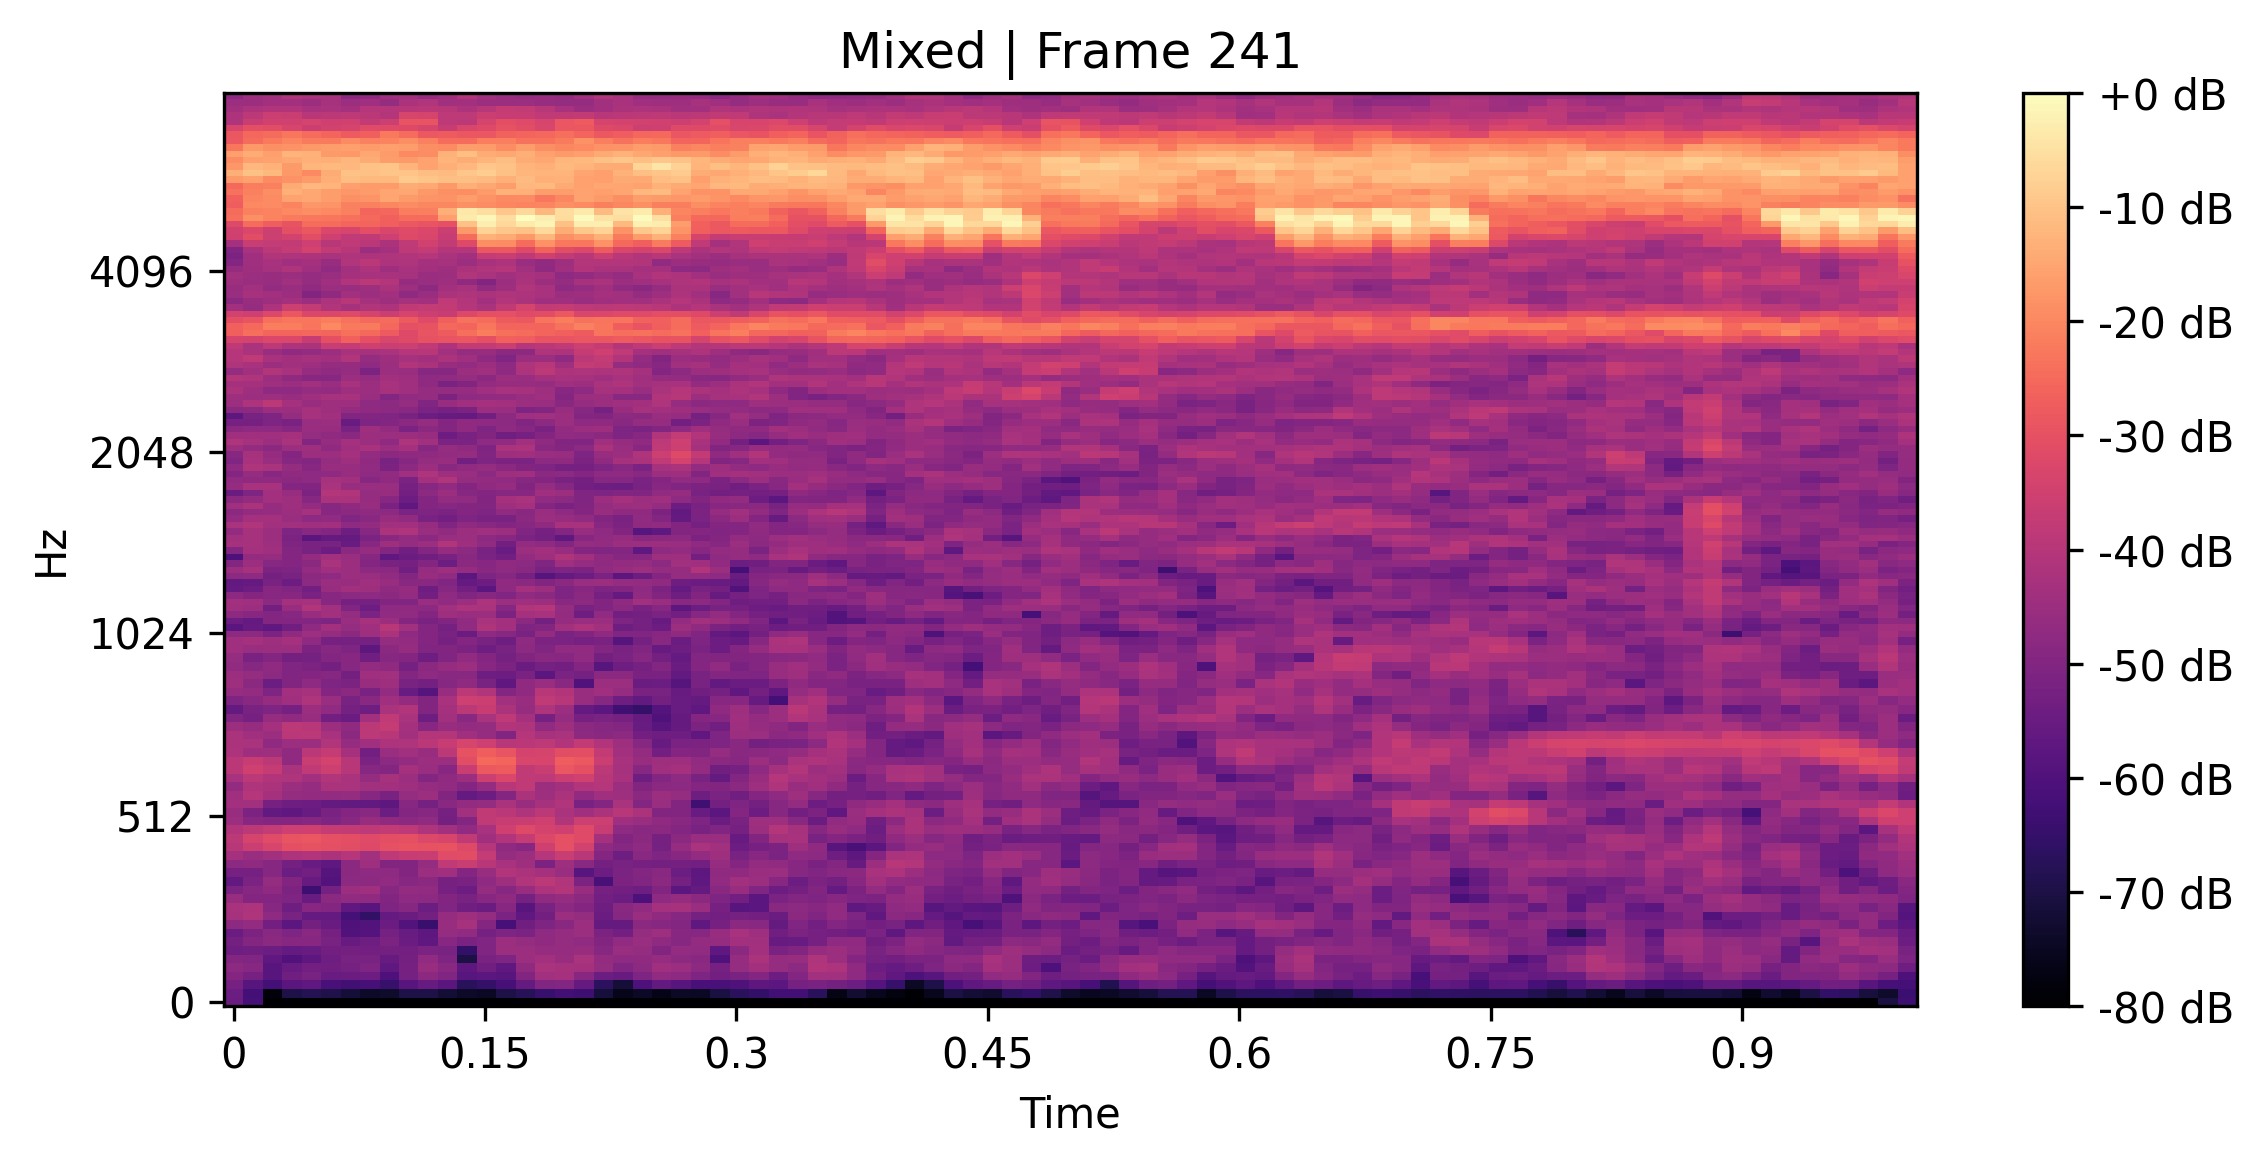 Mixed | Frame 241
+0 dB
-10 dB
-20 dB
-30 dB
-40 dB
-50 dB
-60 dB
-70 dB
-80 dB
4096
2048
1024
512
0
Hz
0 0.15 0.3 0.45 0.6 0.75 0.9
Time